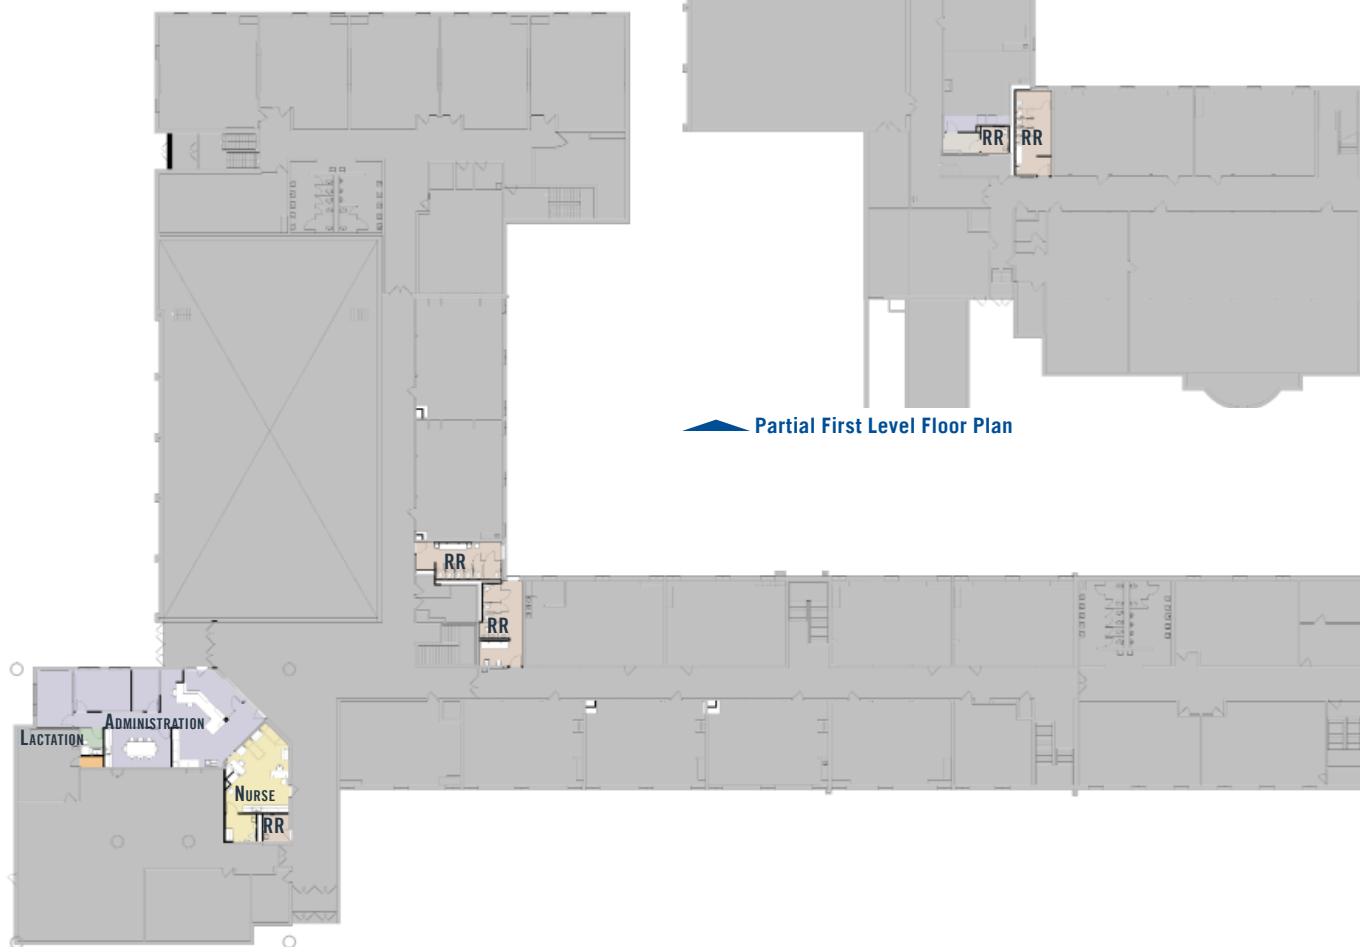 RR RR
Partial First Level Floor Plan
RR
RR
Administration
Lactation
Nurse
RR